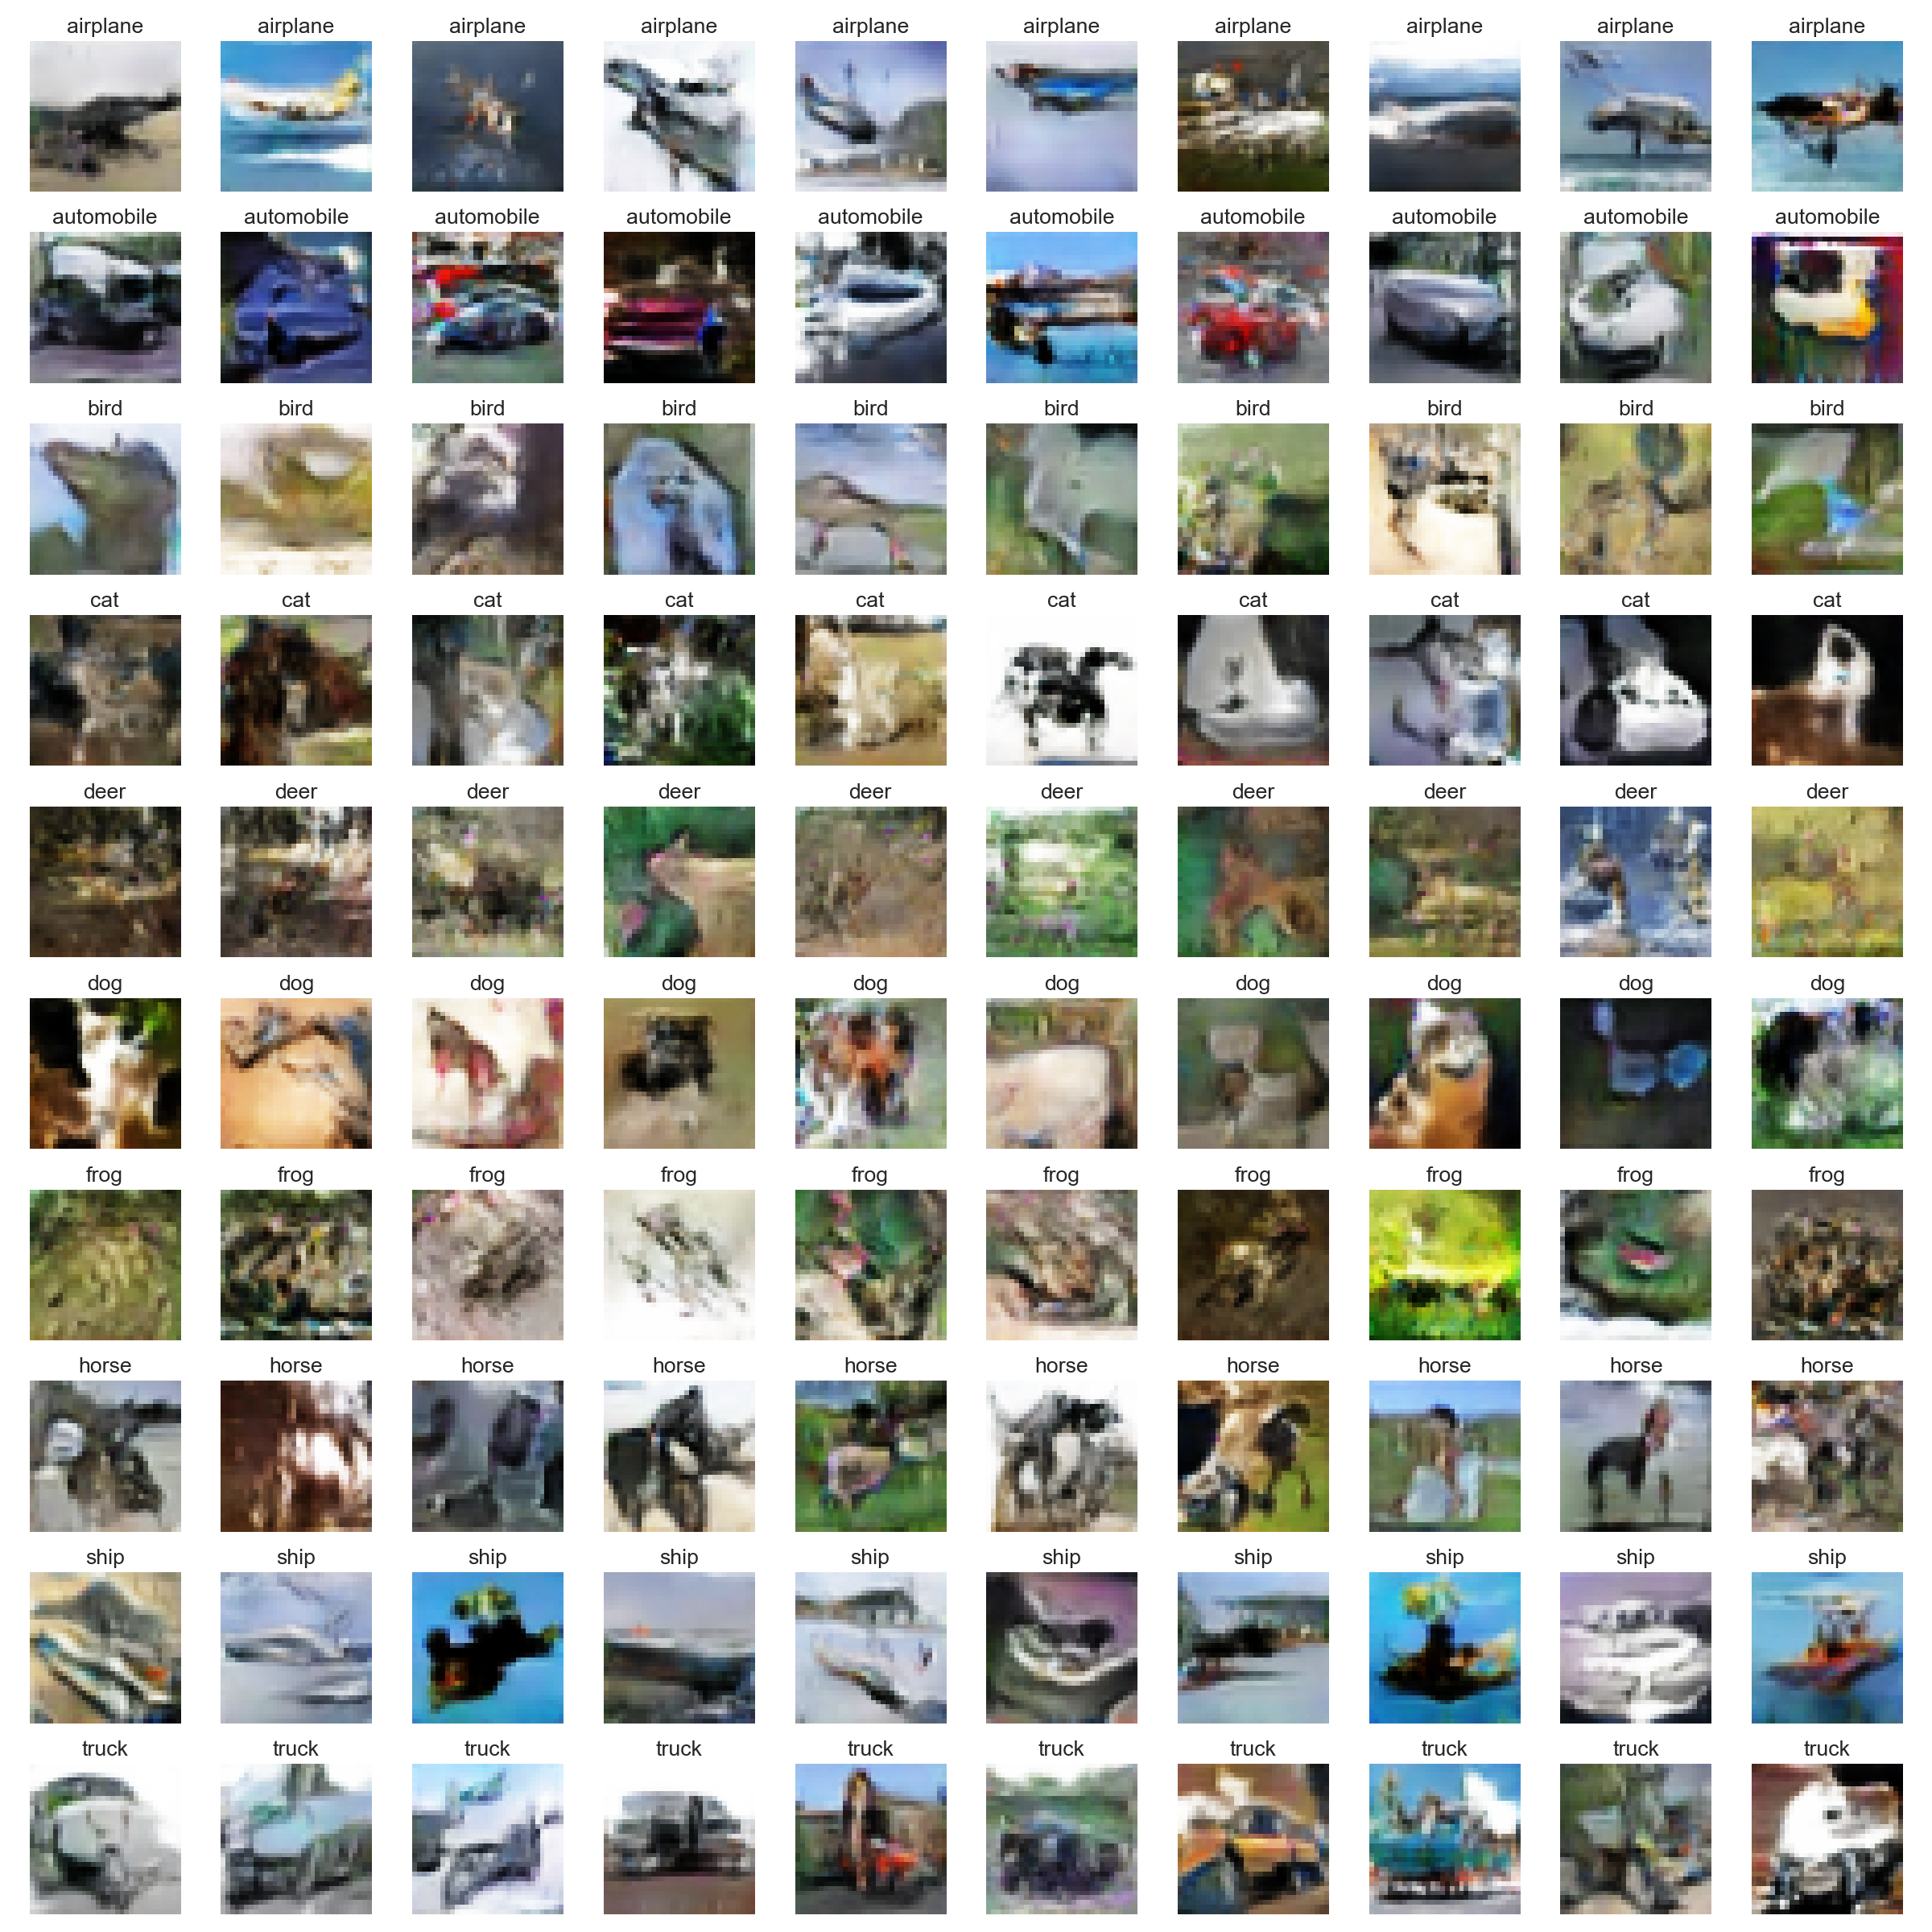 airplane airplane airplane airplane airplane airplane airplane airplane airplane airplane
automobile automobile automobile automobile automobile automobile automobile automobile automobile automobile
bird bird bird bird bird bird bird bird bird bird
cat cat cat cat cat cat cat cat cat cat
deer deer deer deer deer deer deer deer deer deer
dog dog dog dog dog dog dog dog dog dog
frog frog frog frog frog frog frog frog frog frog
horse horse horse horse horse horse horse horse horse horse
ship ship ship ship ship ship ship ship ship ship
truck truck truck truck truck truck truck truck truck truck